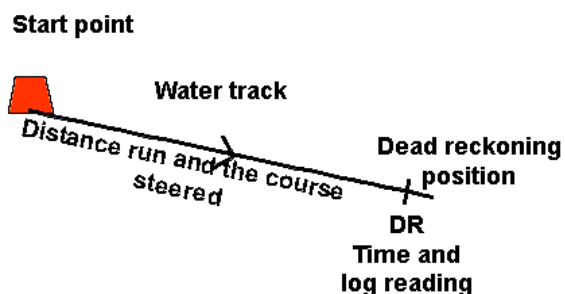 Start point
Water track
Distance run and the course
steered
Dead reckoning
position
DR
Time and
log reading